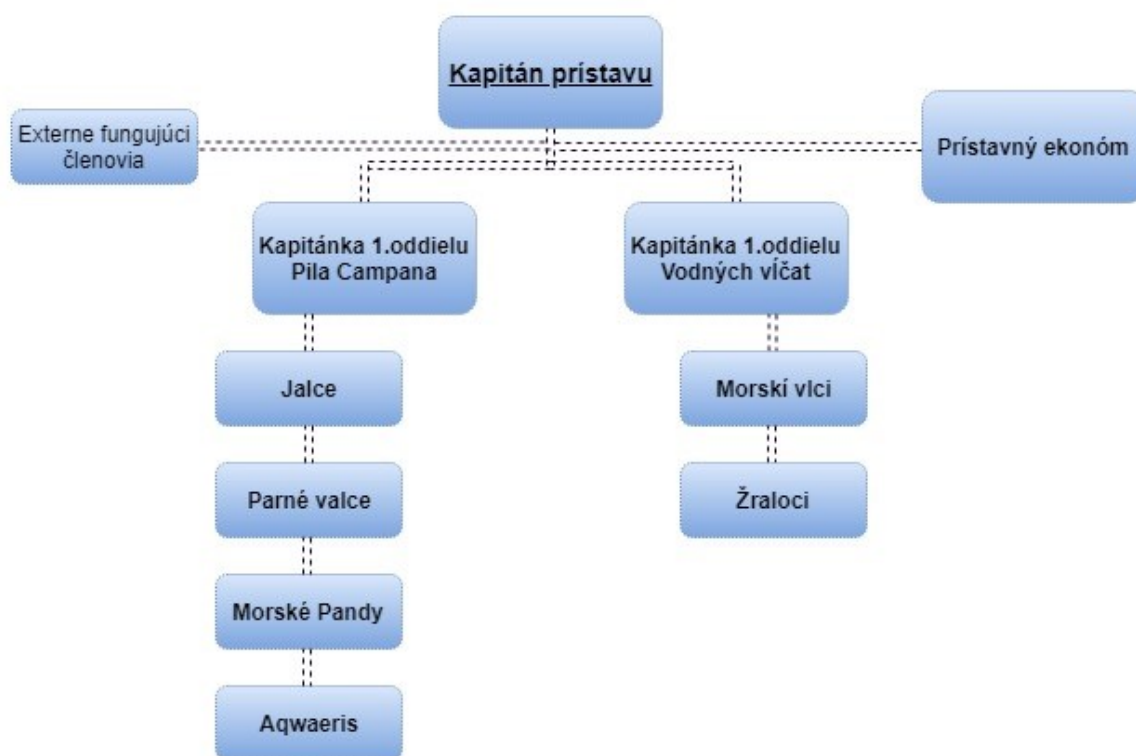 Kapitán prístavu
Externe fungujúci
členovia
Prístavný ekonóm
Kapitánka 1.oddielu
Pila Campana
Kapitánka 1.oddielu
Vodných vĺčat
Jalce
Morskí vlci
Parné valce
Žraloci
Morské Pandy
Aqwaeris